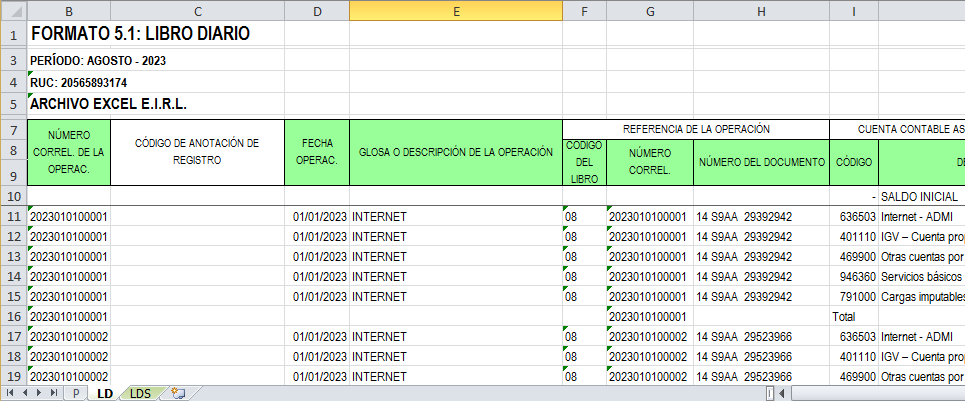 B C D E F G H I
1 FORMATO 5.1: LIBRO DIARIO
3 PERÍODO: AGOSTO - 2023
4 RUC: 20565893174
5 ARCHIVO EXCEL E.I.R.L.
7 NÚMERO CORREL. DE LA OPERAC. CÓDIGO DE ANOTACIÓN DE REGISTRO FECHA OPERAC. GLOSA O DESCRIPCIÓN DE LA OPERACIÓN REFERENCIA DE LA OPERACIÓN CUENTA CONTABLE AS
8 CODIGO DEL LIBRO NÚMERO CORREL. NÚMERO DEL DOCUMENTO CÓDIGO DE
9
10 - SALDO INICIAL
11 2023010100001 01/01/2023 INTERNET 08 2023010100001 14 S9AA 29392942 636503 Internet - ADMI
12 2023010100001 01/01/2023 INTERNET 08 2023010100001 14 S9AA 29392942 401110 IGV – Cuenta prop
13 2023010100001 01/01/2023 INTERNET 08 2023010100001 14 S9AA 29392942 469900 Otras cuentas por
14 2023010100001 01/01/2023 INTERNET 08 2023010100001 14 S9AA 29392942 946360 Servicios básicos
15 2023010100001 01/01/2023 INTERNET 08 2023010100001 14 S9AA 29392942 791000 Cargas imputables
16 2023010100001 2023010100001 Total
17 2023010100002 01/01/2023 INTERNET 08 2023010100002 14 S9AA 29523966 636503 Internet - ADMI
18 2023010100002 01/01/2023 INTERNET 08 2023010100002 14 S9AA 29523966 401110 IGV – Cuenta prop
19 2023010100002 01/01/2023 INTERNET 08 2023010100002 14 S9AA 29523966 469900 Otras cuentas por
P LD LDS